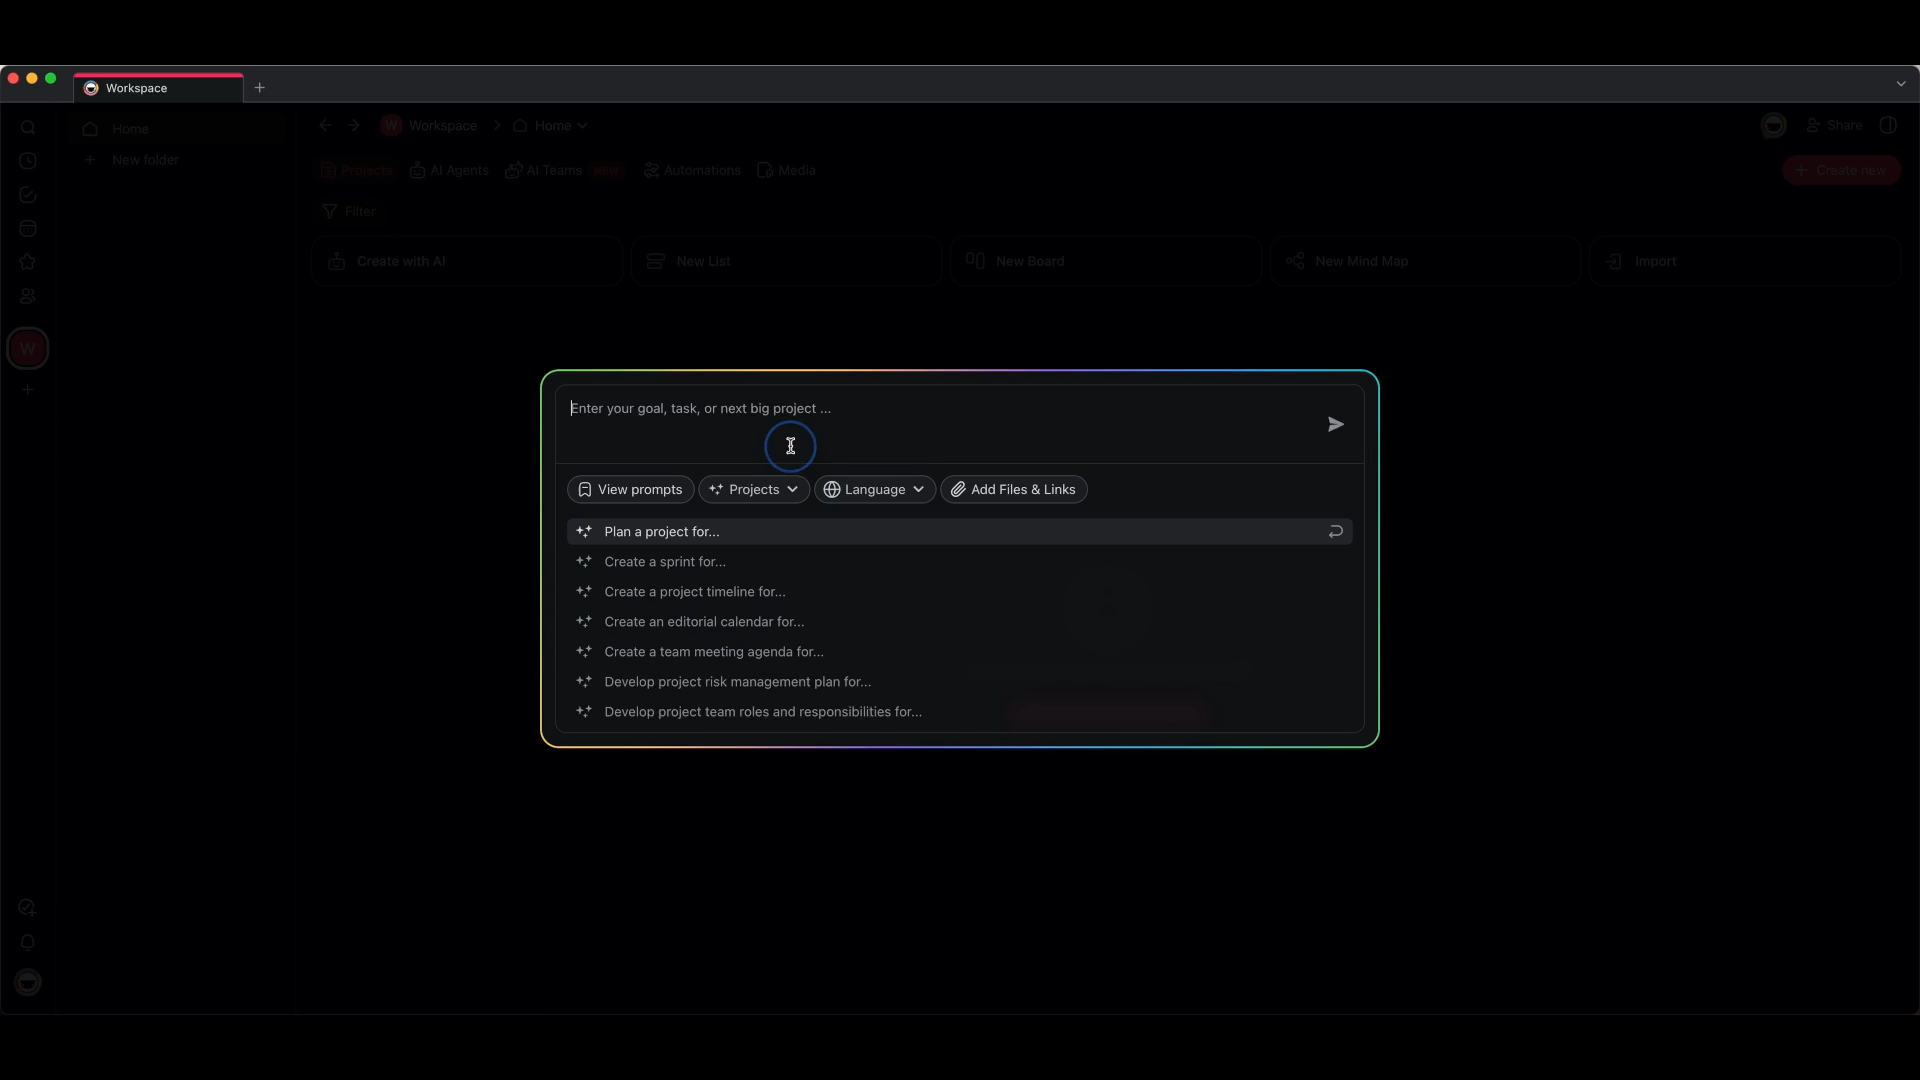 Workspace
Home
New folder
W Workspace Home
Share
Projects AI Agents AI Teams NEW Automations Media
Create new
Filter
Create with AI
New List
New Board
New Mind Map
Import
W
Enter your goal, task, or next big project ...
View prompts Projects Language Add Files & Links
Plan a project for...
Create a sprint for...
Create a project timeline for...
Create an editorial calendar for...
Create a team meeting agenda for...
Develop project risk management plan for...
Develop project team roles and responsibilities for...